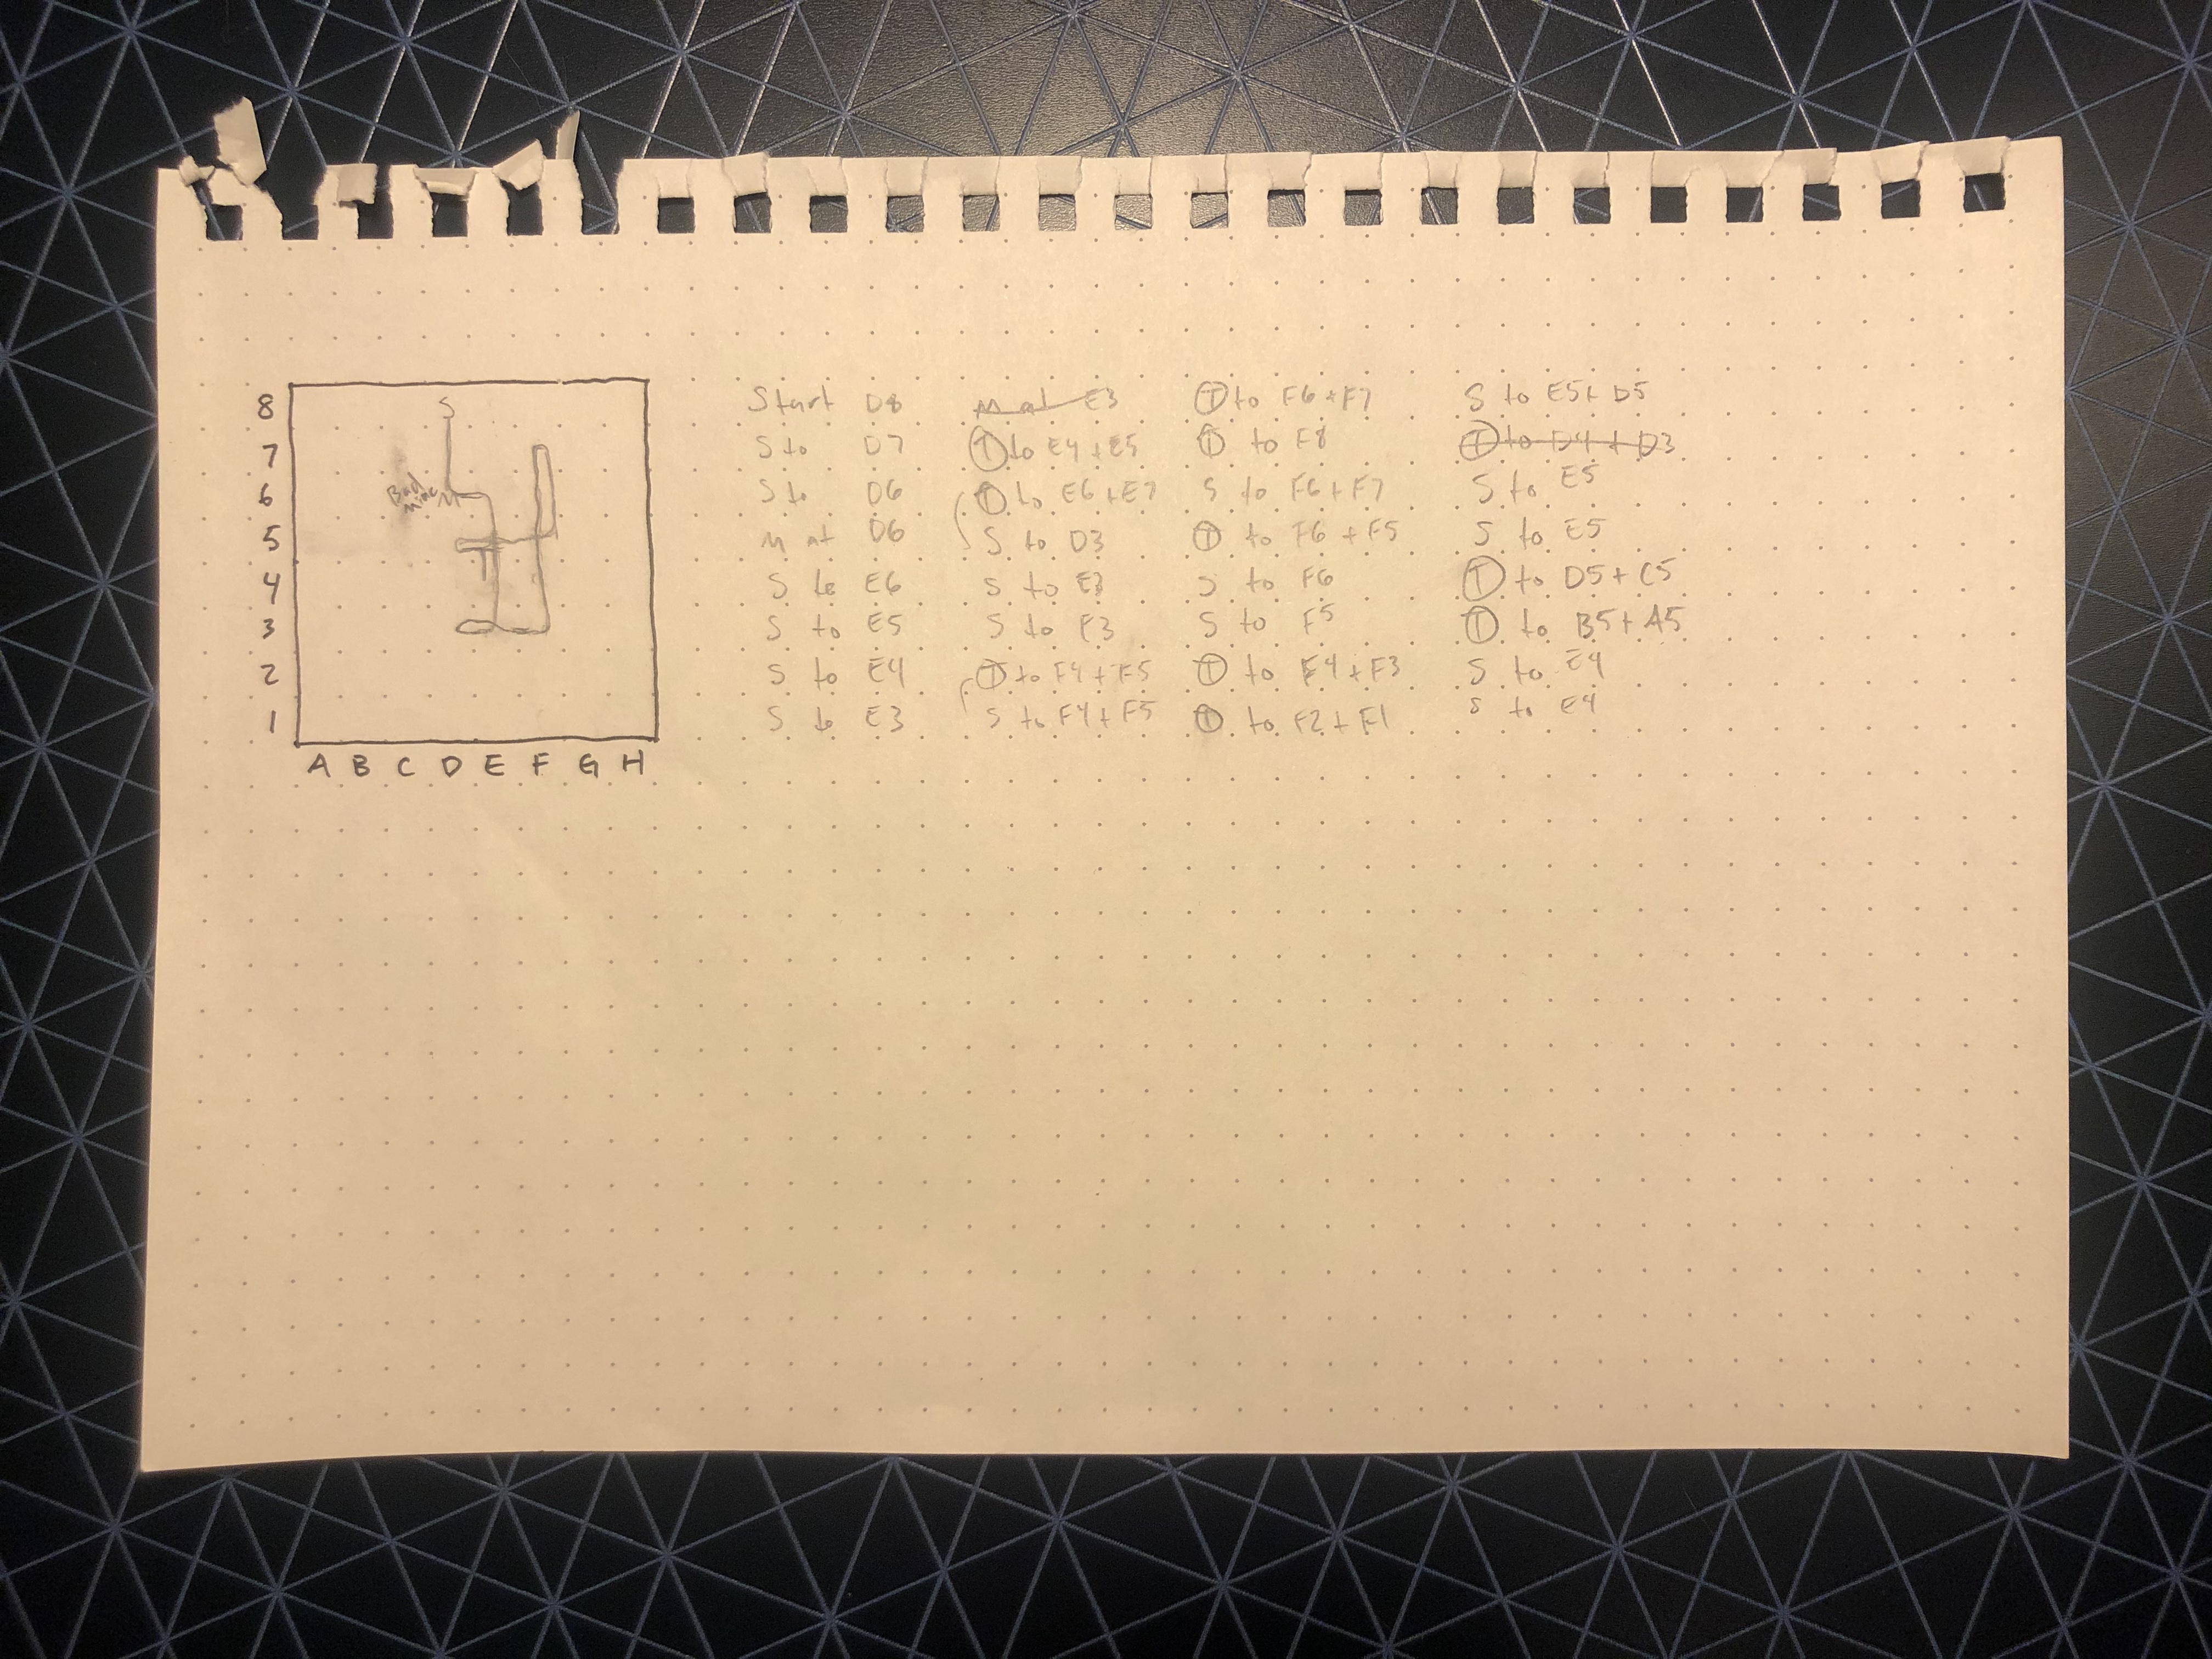 8
7
6
5
4
3
2
1
A B C D E F G H
S
Bad
mine M
T
Start D8
S to D7
S to D6
M at D6
S to E6
S to E5
S to E4
S to E3
M at E3
T to E4 + E5
T to E6 + E7
S to D3
S to E3
S to F3
T to F4 + F5
S to F4 + F5
T to F6 + F7
T to F8
S to F6 + F7
T to F6 + F5
S to F6
S to F5
T to F4 + F3
T to F2 + F1
S to E5 + D5
T to D4 + D3
S to E5
S to E5
T to D5 + C5
T to B5 + A5
S to E4
S to E4